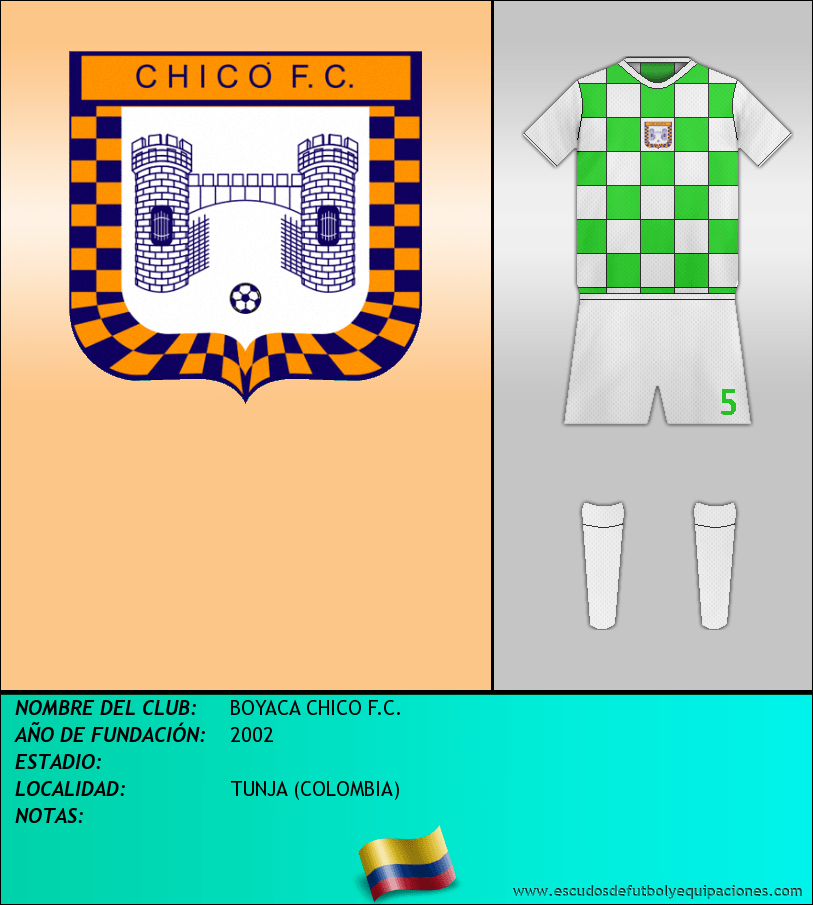 CHICÓ F.C.
5
NOMBRE DEL CLUB: BOYACA CHICO F.C.
AÑO DE FUNDACIÓN: 2002
ESTADIO:
LOCALIDAD: TUNJA (COLOMBIA)
NOTAS:
www.escudosdefutbolyequipaciones.com